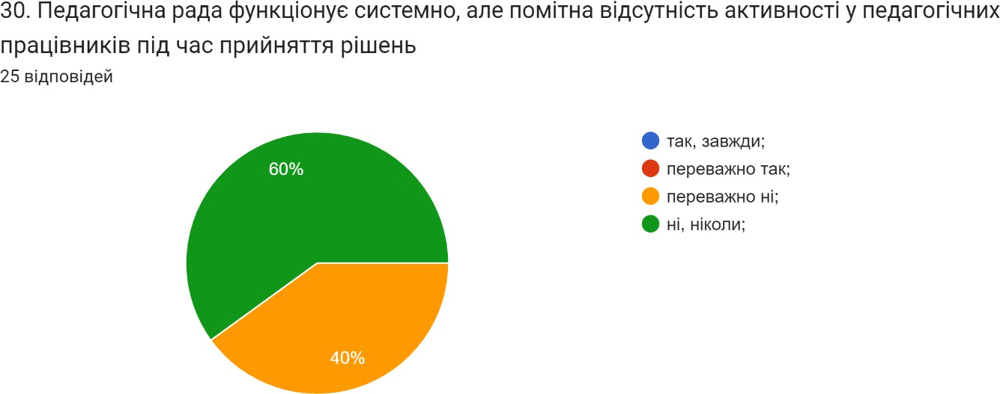 30. Педагогічна рада функціонує системно, але помітна відсутність активності у педагогічних
працівників під час прийняття рішень
25 відповідей
60%
40%
так, завжди;
переважно так;
переважно ні;
ні, ніколи;